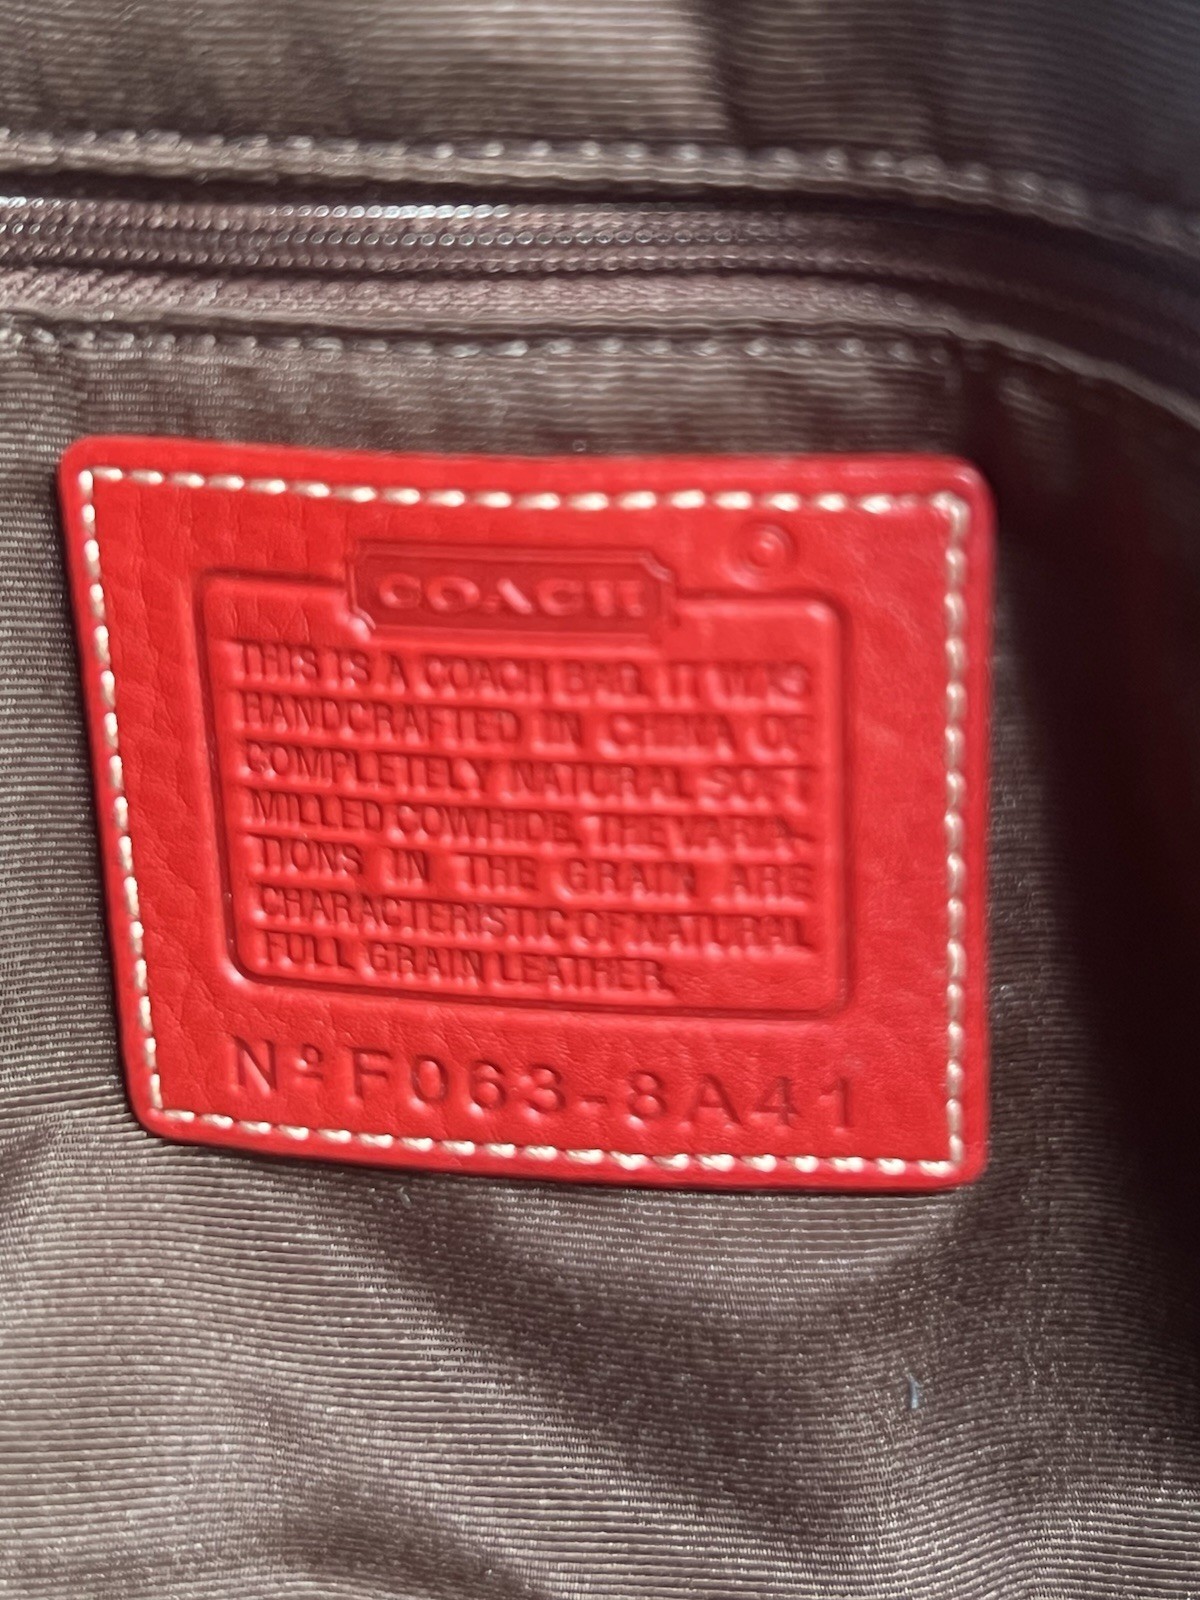 COACH
THIS IS A COACH BAG. IT WAS
HANDCRAFTED IN CHINA OF
COMPLETELY NATURAL SOFT
MILLED COWHIDE. THE VARIA-
TIONS IN THE GRAIN ARE
CHARACTERISTIC OF NATURAL
FULL GRAIN LEATHER.
Nº F063-8A41